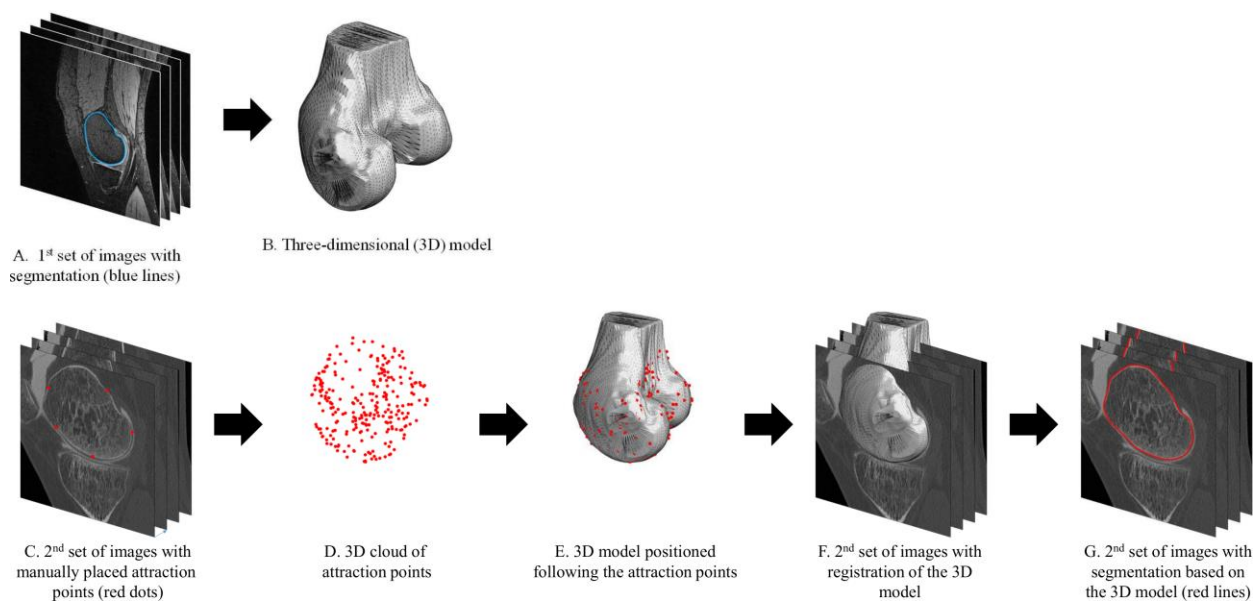 A. 1st set of images with
segmentation (blue lines)
B. Three-dimensional (3D) model
C. 2nd set of images with
manually placed attraction
points (red dots)
D. 3D cloud of
attraction points
E. 3D model positioned
following the attraction points
F. 2nd set of images with
registration of the 3D
model
G. 2nd set of images with
segmentation based on
the 3D model (red lines)